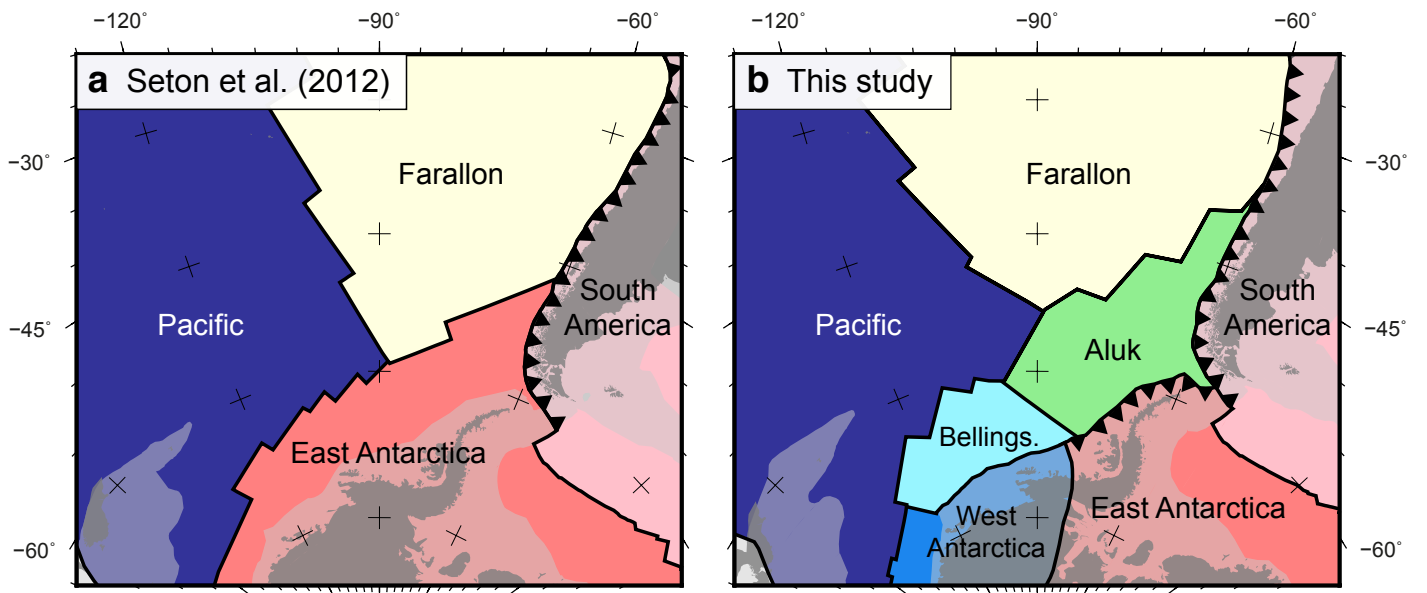 −120°
−90°
−60°
−120°
−90°
−60°
a Seton et al. (2012)
b This study
−30°
−45°
−60°
−30°
−45°
−60°
Farallon
Pacific
South
America
East Antarctica
Farallon
Pacific
South
America
Aluk
Bellings.
West
Antarctica
East Antarctica